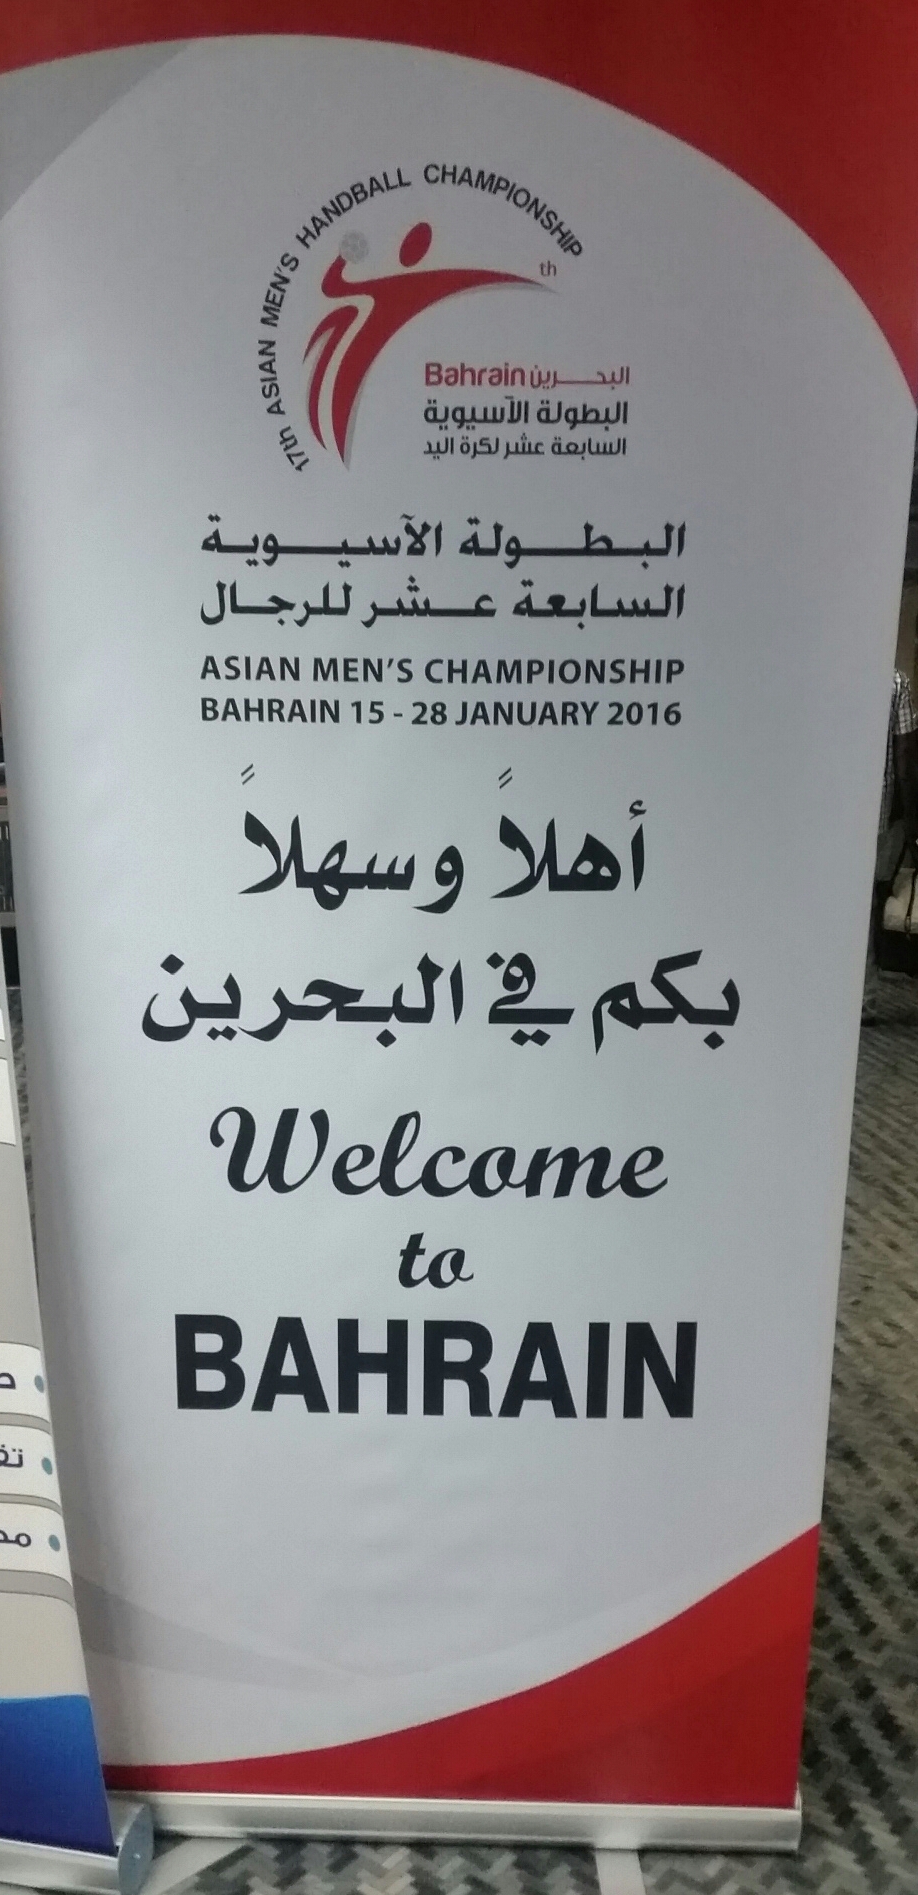 17th ASIAN MEN'S HANDBALL CHAMPIONSHIP
th
Bahrain البحرين
البطولة الآسيوية
السابعة عشر لكرة اليد
البطولة الآسيوية
السابعة عشر للرجال
ASIAN MEN'S CHAMPIONSHIP
BAHRAIN 15 - 28 JANUARY 2016
أهلاً وسهلاً
بكم في البحرين
Welcome
to
BAHRAIN